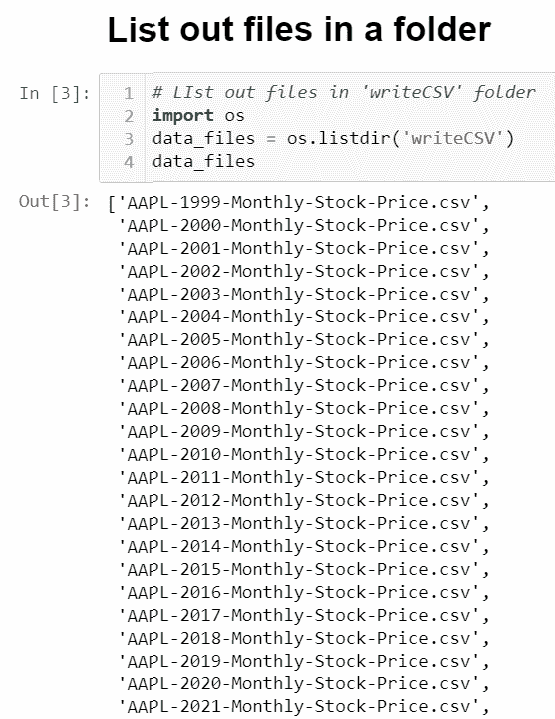 List out files in a folder
In [3]:
1 # LIst out files in 'writeCSV' folder
2 import os
3 data_files = os.listdir('writeCSV')
4 data_files
Out[3]: ['AAPL-1999-Monthly-Stock-Price.csv',
'AAPL-2000-Monthly-Stock-Price.csv',
'AAPL-2001-Monthly-Stock-Price.csv',
'AAPL-2002-Monthly-Stock-Price.csv',
'AAPL-2003-Monthly-Stock-Price.csv',
'AAPL-2004-Monthly-Stock-Price.csv',
'AAPL-2005-Monthly-Stock-Price.csv',
'AAPL-2006-Monthly-Stock-Price.csv',
'AAPL-2007-Monthly-Stock-Price.csv',
'AAPL-2008-Monthly-Stock-Price.csv',
'AAPL-2009-Monthly-Stock-Price.csv',
'AAPL-2010-Monthly-Stock-Price.csv',
'AAPL-2011-Monthly-Stock-Price.csv',
'AAPL-2012-Monthly-Stock-Price.csv',
'AAPL-2013-Monthly-Stock-Price.csv',
'AAPL-2014-Monthly-Stock-Price.csv',
'AAPL-2015-Monthly-Stock-Price.csv',
'AAPL-2016-Monthly-Stock-Price.csv',
'AAPL-2017-Monthly-Stock-Price.csv',
'AAPL-2018-Monthly-Stock-Price.csv',
'AAPL-2019-Monthly-Stock-Price.csv',
'AAPL-2020-Monthly-Stock-Price.csv',
'AAPL-2021-Monthly-Stock-Price.csv',